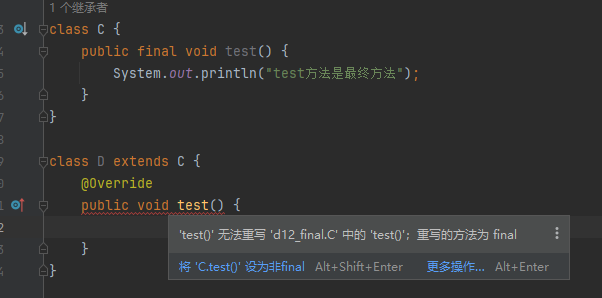 1 个继承者
class C {
    public final void test() {
        System.out.println("test方法是最终方法");
    }
}
class D extends C {
    @Override
    public void test() {
'test()' 无法重写 'd12_final.C' 中的 'test()'；重写的方法为 final
将 'C.test()' 设为非final Alt+Shift+Enter 更多操作... Alt+Enter
    }
}